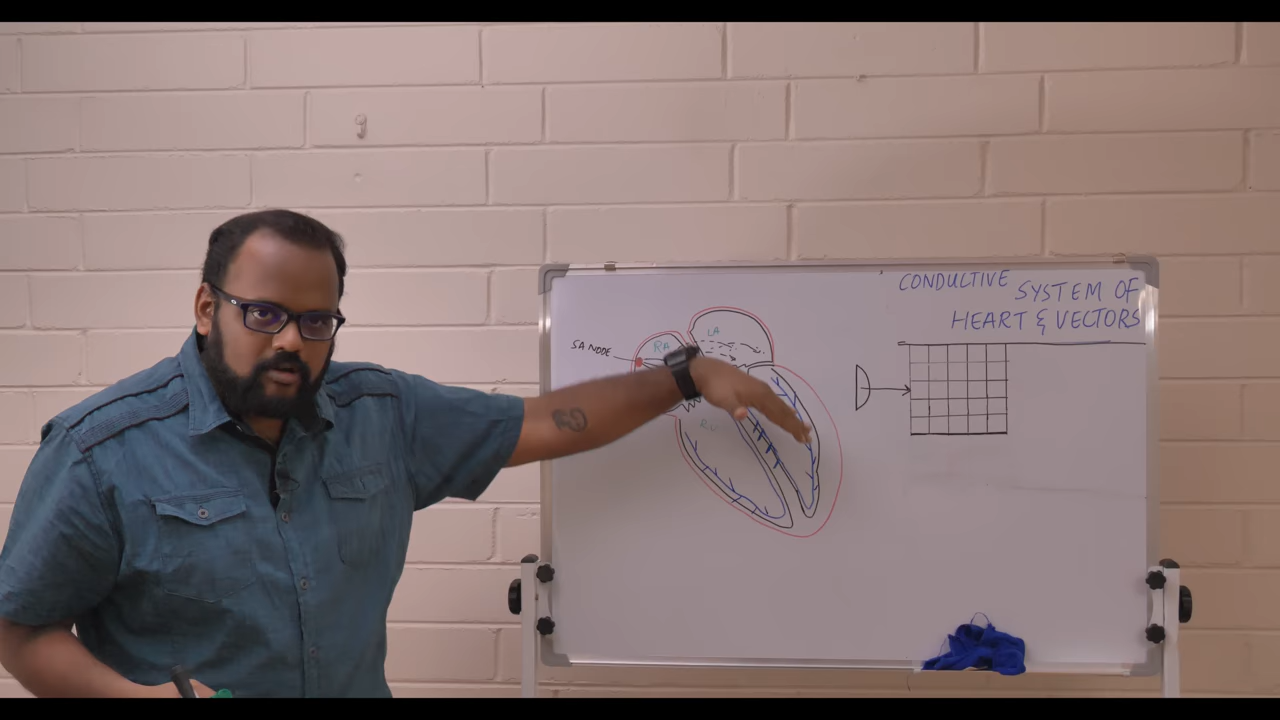 CONDUCTIVE
SYSTEM OF
HEART & VECTORS
LA
SA NODE
RA
RV